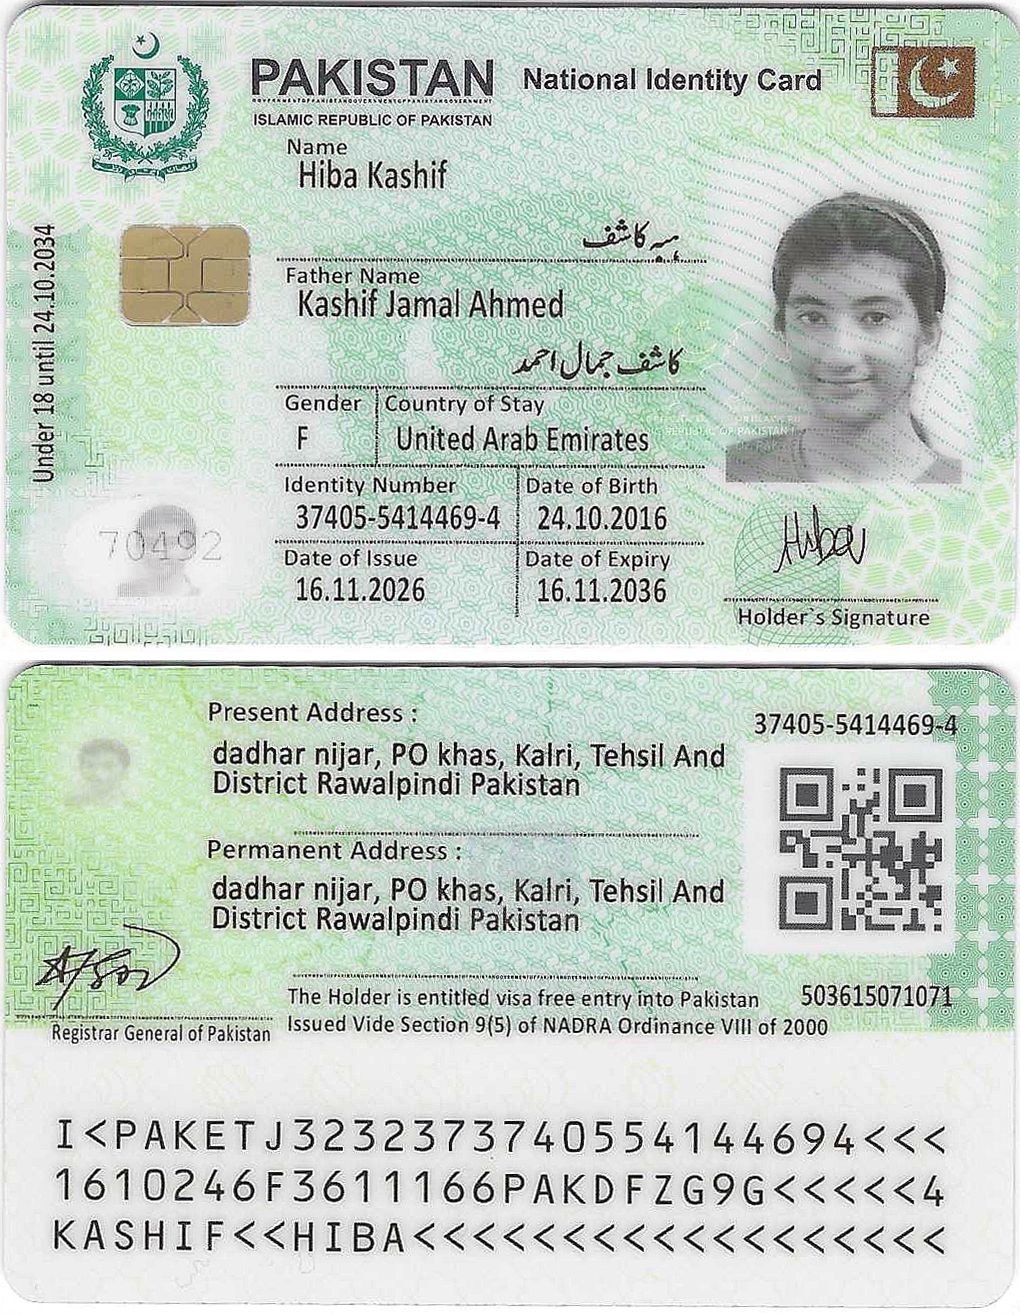 PAKISTAN National Identity Card
ISLAMIC REPUBLIC OF PAKISTAN
Name
Hiba Kashif
ہبہ کاشف
Father Name
Kashif Jamal Ahmed
کاشف جمال احمد
Gender Country of Stay
F United Arab Emirates
Identity Number Date of Birth
37405-5414469-4 24.10.2016
Date of Issue Date of Expiry
16.11.2026 16.11.2036
Under 18 until 24.10.2034
70492
Hiba
Holder`s Signature
Present Address :
37405-5414469-4
dadhar nijar, PO khas, Kalri, Tehsil And
District Rawalpindi Pakistan
Permanent Address :
dadhar nijar, PO khas, Kalri, Tehsil And
District Rawalpindi Pakistan
Registrar General of Pakistan
The Holder is entitled visa free entry into Pakistan 503615071071
Issued Vide Section 9(5) of NADRA Ordinance VIII of 2000
I<PAKETJ3232373740554144694<<<
1610246F3611166PAKDFZG9G<<<<<4
KASHIF<<HIBA<<<<<<<<<<<<<<<<<<